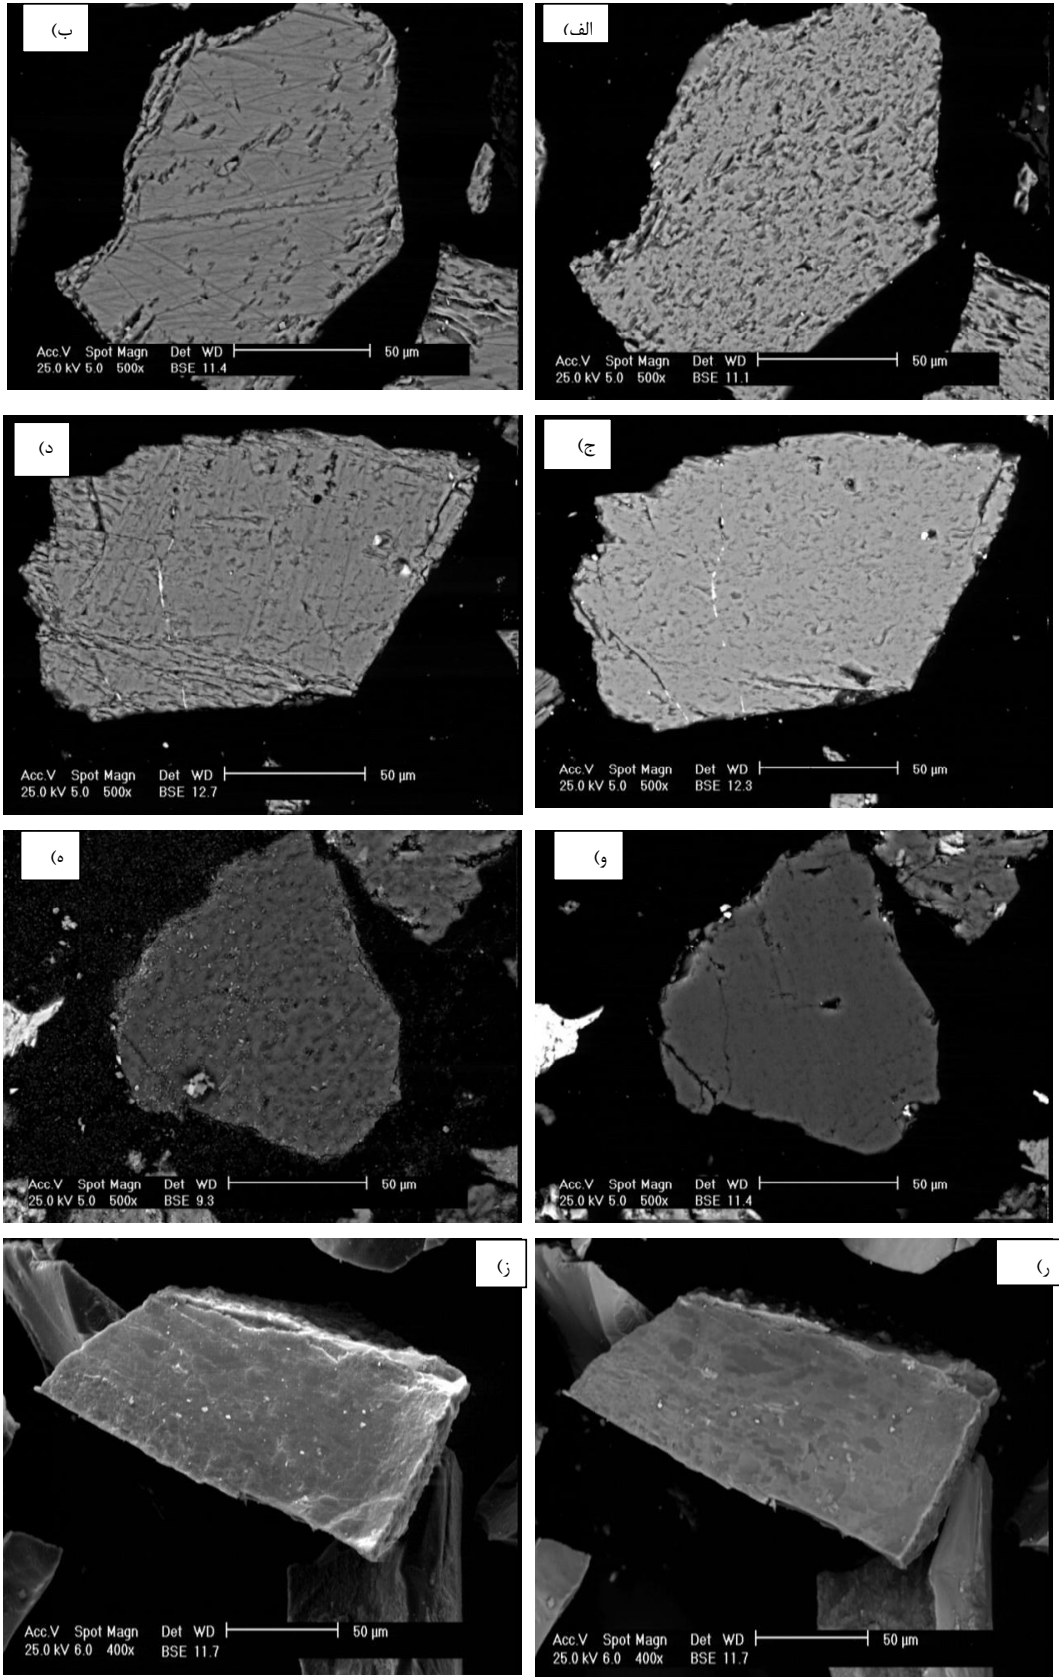 الف)
Acc.V Spot Magn Det WD 50 µm
25.0 kV 5.0 500x BSE 11.1
ب)
Acc.V Spot Magn Det WD 50 µm
25.0 kV 5.0 500x BSE 11.4
ج)
Acc.V Spot Magn Det WD 50 µm
25.0 kV 5.0 500x BSE 12.3
د)
Acc.V Spot Magn Det WD 50 µm
25.0 kV 5.0 500x BSE 12.7
و)
Acc.V Spot Magn Det WD 50 µm
25.0 kV 5.0 500x BSE 11.4
ه)
Acc.V Spot Magn Det WD 50 µm
25.0 kV 5.0 500x BSE 9.3
ر)
Acc.V Spot Magn Det WD 50 µm
25.0 kV 6.0 400x BSE 11.7
ز)
Acc.V Spot Magn Det WD 50 µm
25.0 kV 6.0 400x BSE 11.7